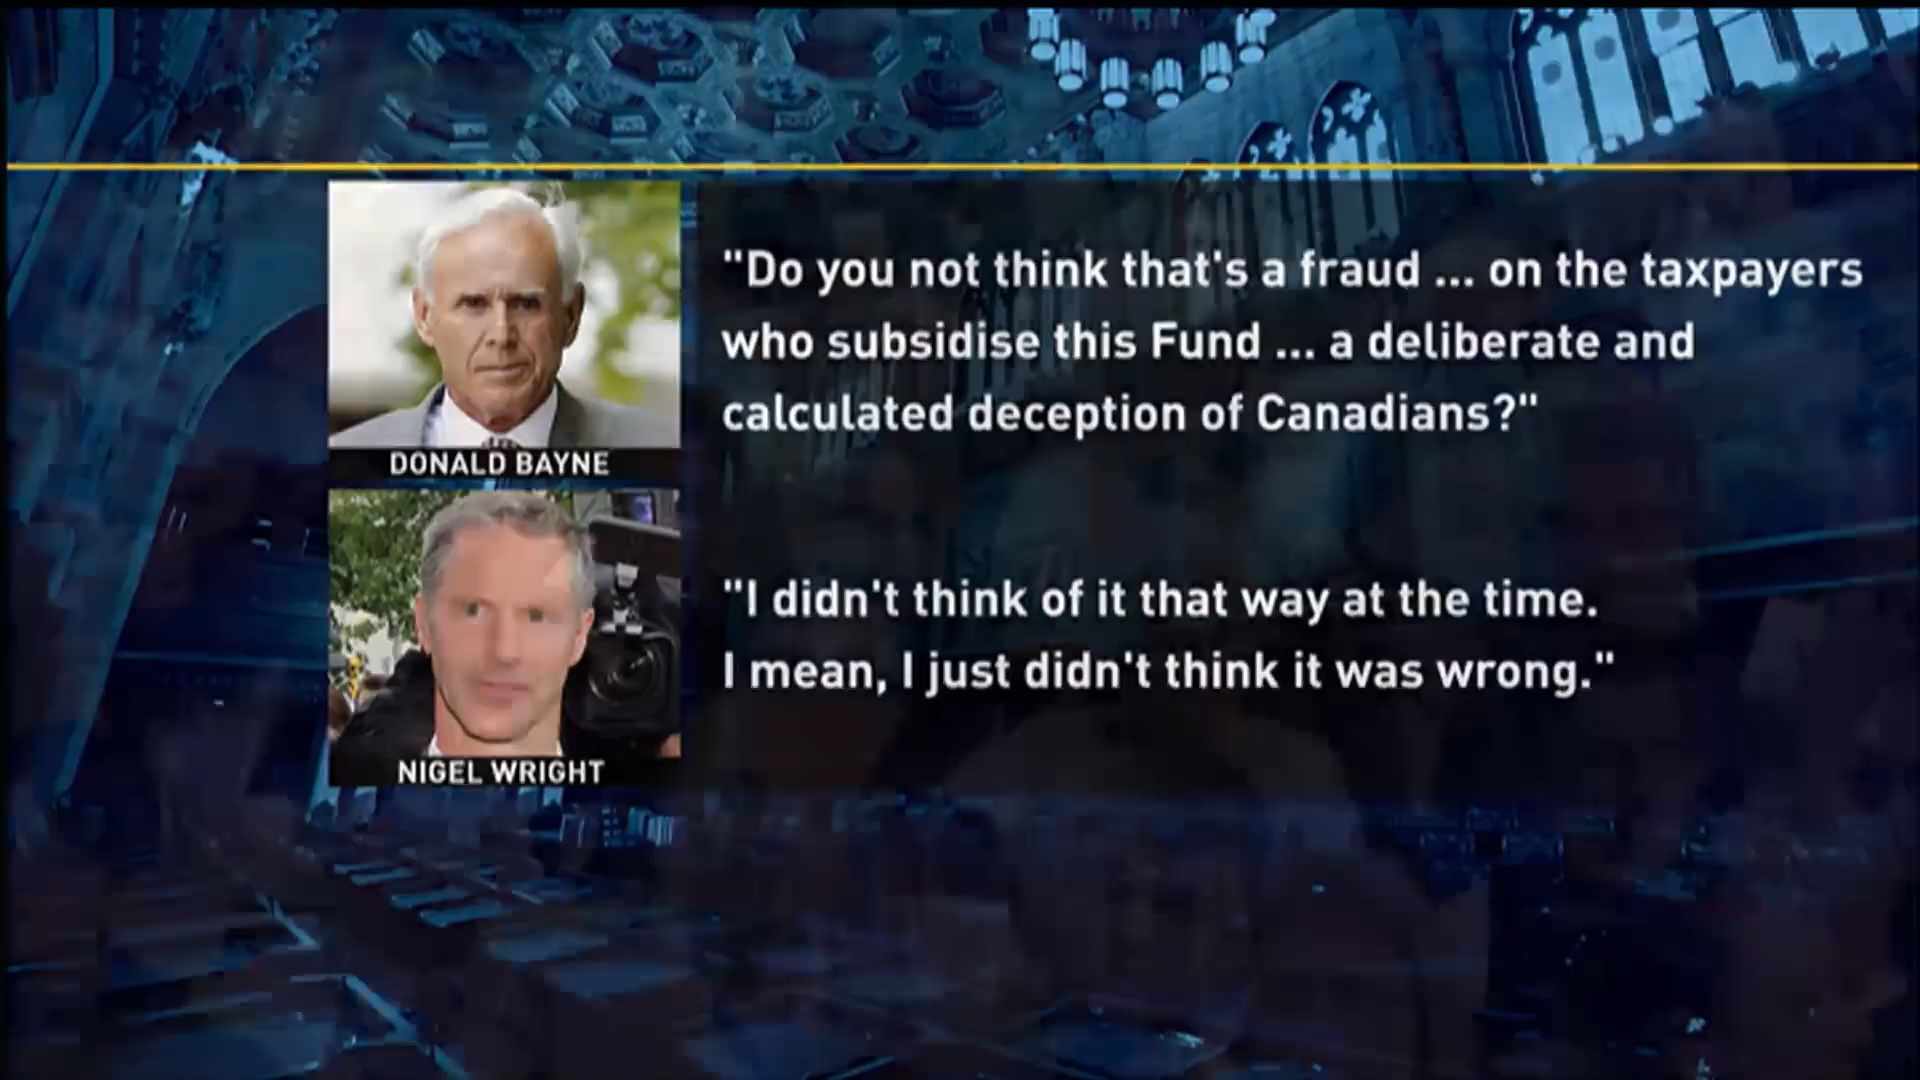 "Do you not think that's a fraud ... on the taxpayers
who subsidise this Fund ... a deliberate and
calculated deception of Canadians?"
DONALD BAYNE
"I didn't think of it that way at the time.
I mean, I just didn't think it was wrong."
NIGEL WRIGHT